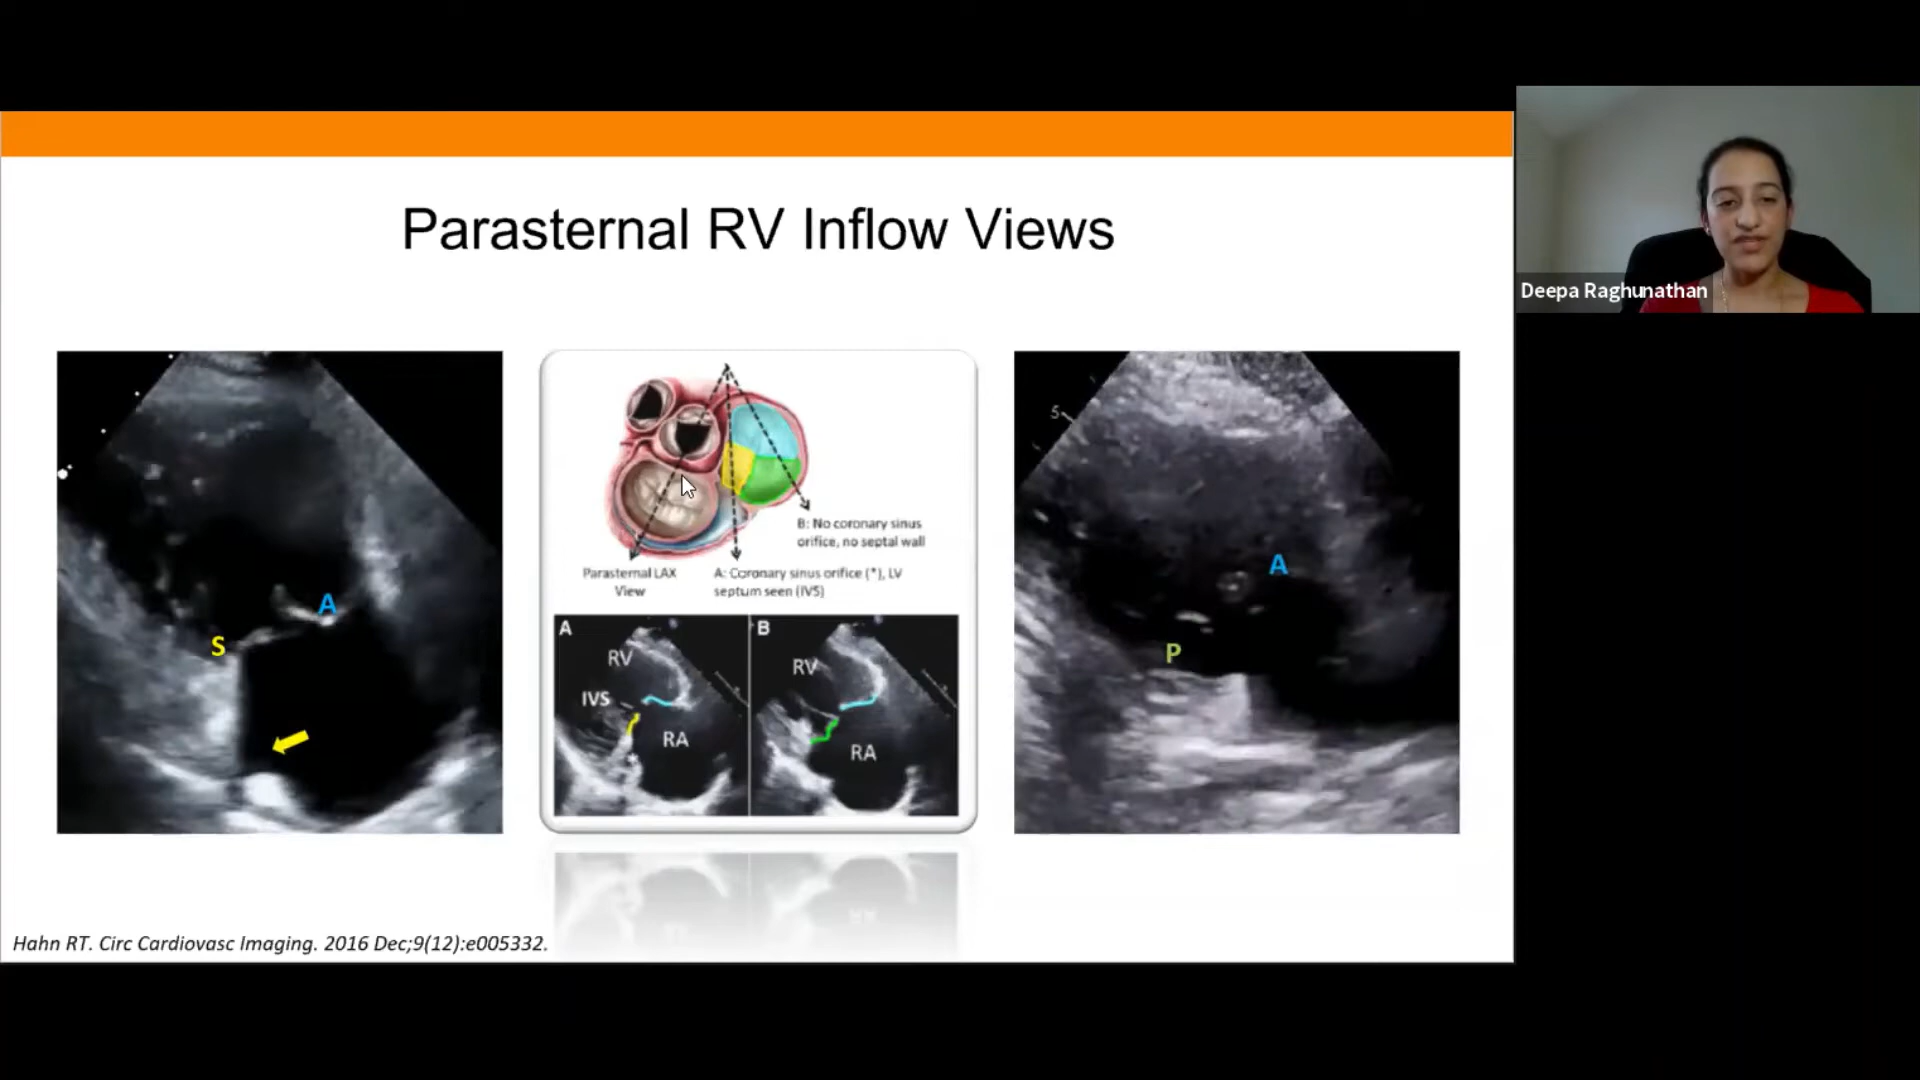 Parasternal RV Inflow Views
Deepa Raghunathan
A
S
B: No coronary sinus
orifice, no septal wall
Parasternal LAX
View
A: Coronary sinus orifice (*), LV
septum seen (IVS)
A
RV
IVS
RA
*
B
RV
RA
5
A
P
Hahn RT. Circ Cardiovasc Imaging. 2016 Dec;9(12):e005332.